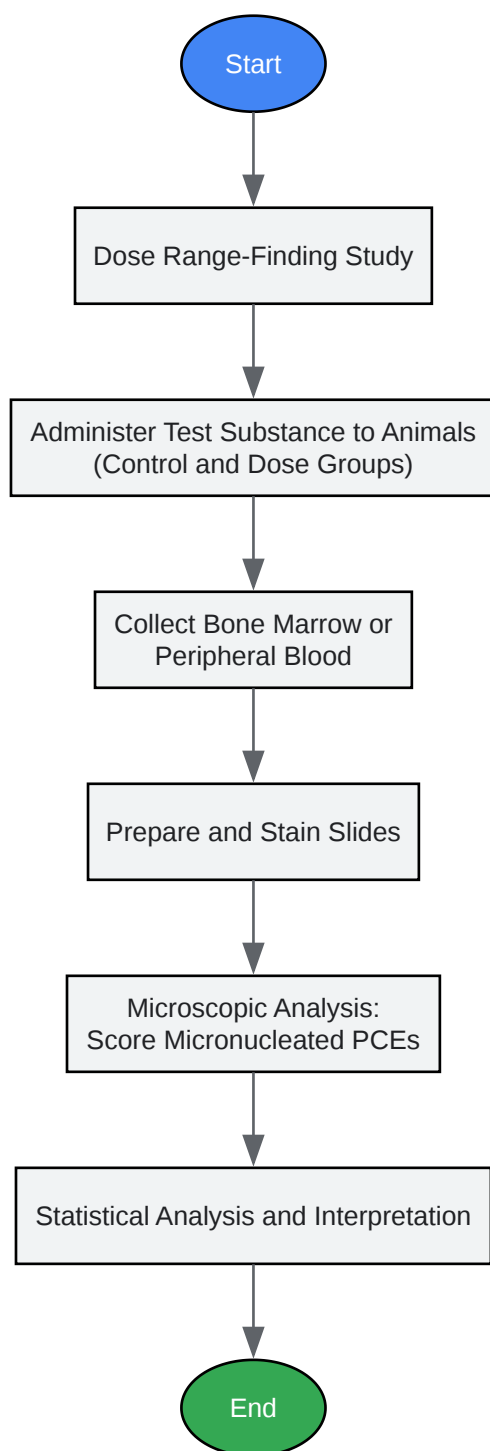 Start
Dose Range-Finding Study
Administer Test Substance to Animals
(Control and Dose Groups)
Collect Bone Marrow or
Peripheral Blood
Prepare and Stain Slides
Microscopic Analysis:
Score Micronucleated PCEs
Statistical Analysis and Interpretation
End